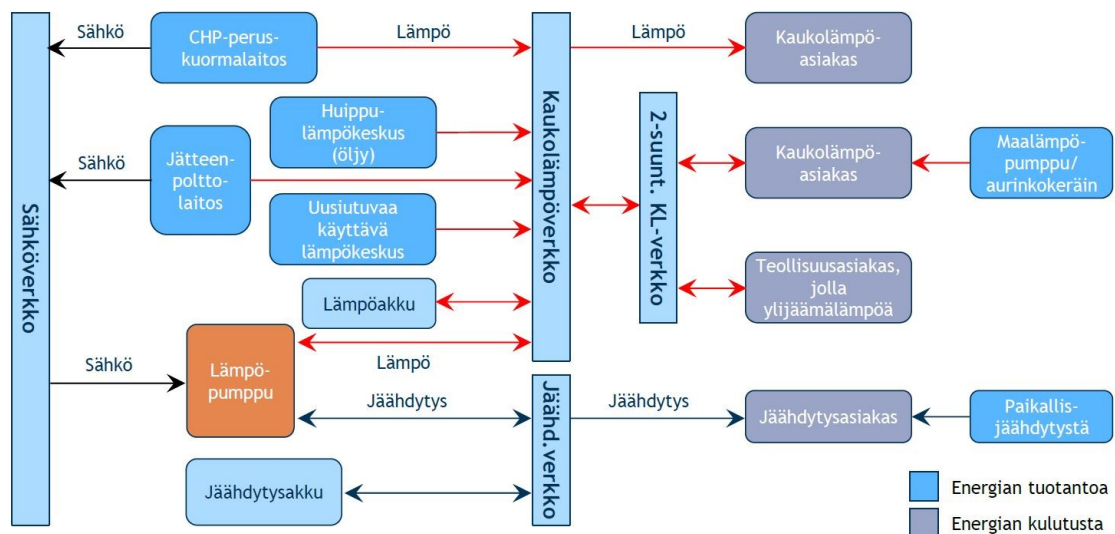 Sähkö
CHP-perus-
kuormalaitos
Lämpö
Lämpö
Kaukolämpö-
asiakas
Huippu-
lämpökeskus
(öljy)
Sähkö
Jätteen-
poltto-
laitos
Kaukolämpö-
asiakas
Maalämpö-
pumppu/
aurinkokeräin
Uusiutuvaa
käyttävä
lämpökeskus
Sähköverkko
Kaukolämpöverkko
2-suunt. KL-verkko
Teollisuusasiakas,
jolla
ylijäämälämpöä
Lämpöakku
Sähkö
Lämpö-
pumppu
Lämpö
Jäähdytys
Jäähd.verkko
Jäähdytys
Jäähdytysasiakas
Paikallis-
jäähdytystä
Jäähdytysakku
Energian tuotantoa
Energian kulutusta